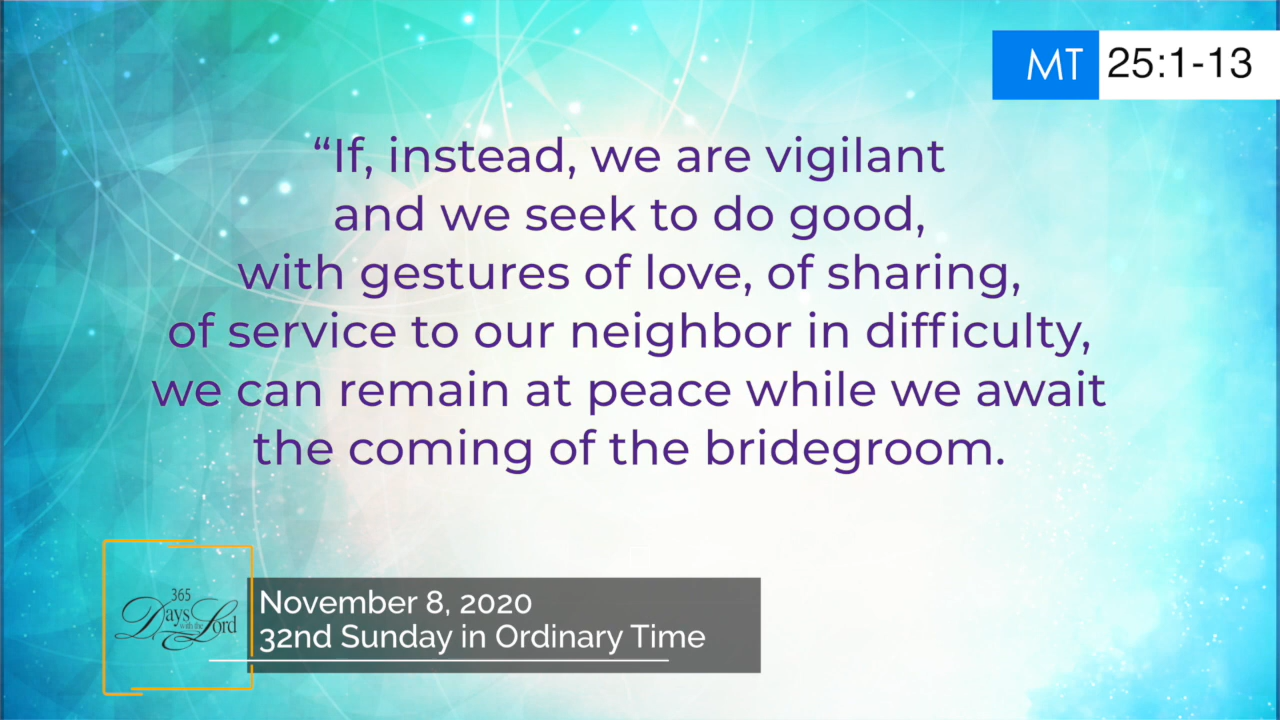 MT 25:1-13
“If, instead, we are vigilant
and we seek to do good,
with gestures of love, of sharing,
of service to our neighbor in difficulty,
we can remain at peace while we await
the coming of the bridegroom.
365
Days with the Lord
November 8, 2020
32nd Sunday in Ordinary Time